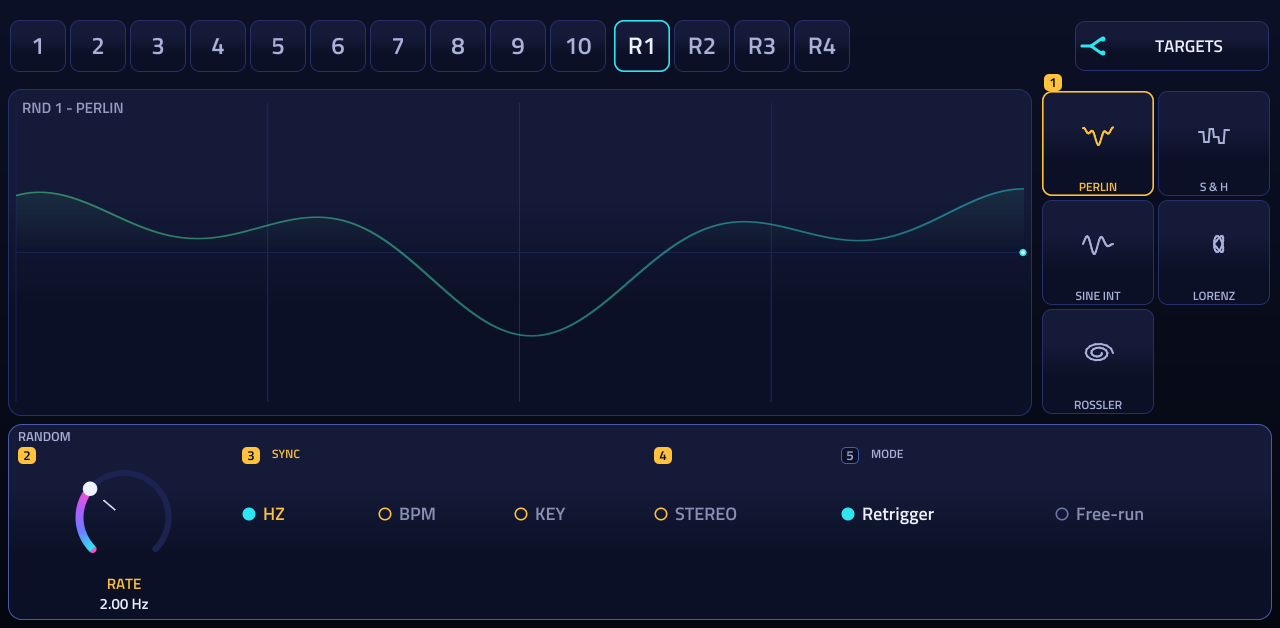 1 2 3 4 5 6 7 8 9 10 R1 R2 R3 R4 TARGETS
RND 1 - PERLIN
1
PERLIN S & H
SINE INT LORENZ
ROSSLER
RANDOM
2 3 SYNC 4 5 MODE
HZ BPM KEY STEREO Retrigger Free-run
RATE
2.00 Hz